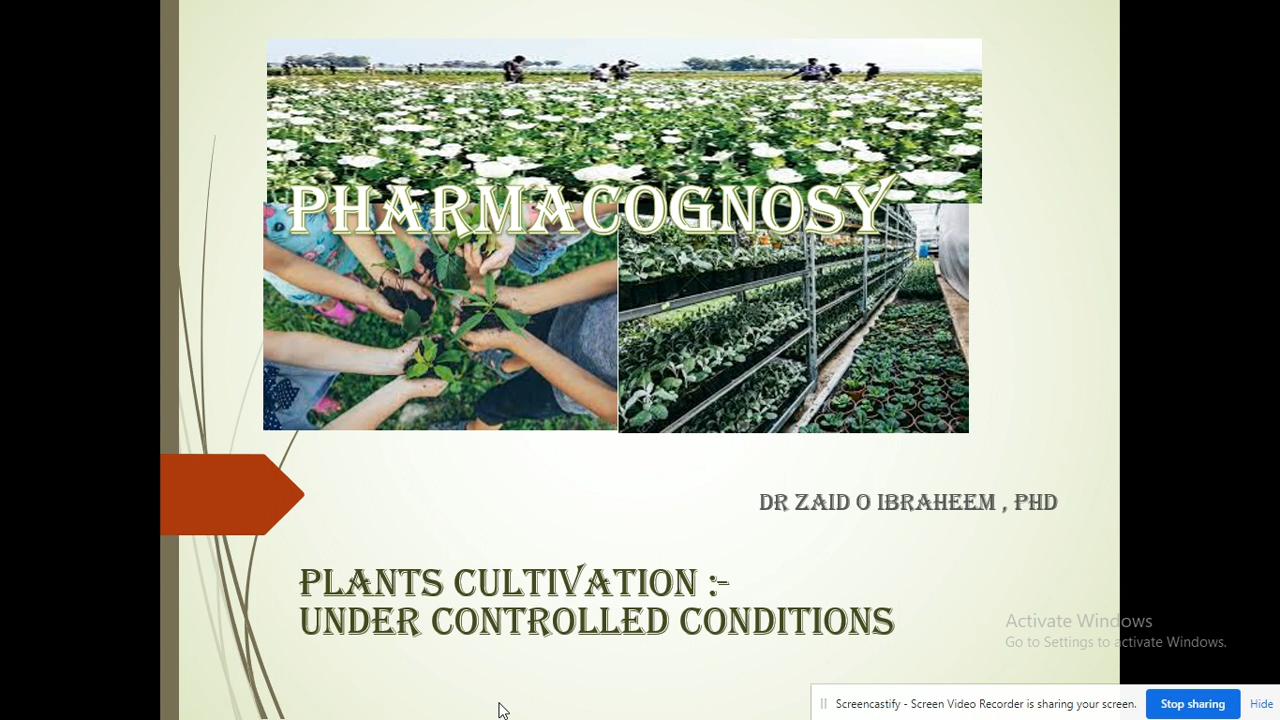 PHARMACOGNOSY
DR ZAID O IBRAHEEM , PHD
PLANTS CULTIVATION :-
UNDER CONTROLLED CONDITIONS
Activate Windows
Go to Settings to activate Windows.
Screencastify - Screen Video Recorder is sharing your screen.
Stop sharing
Hide